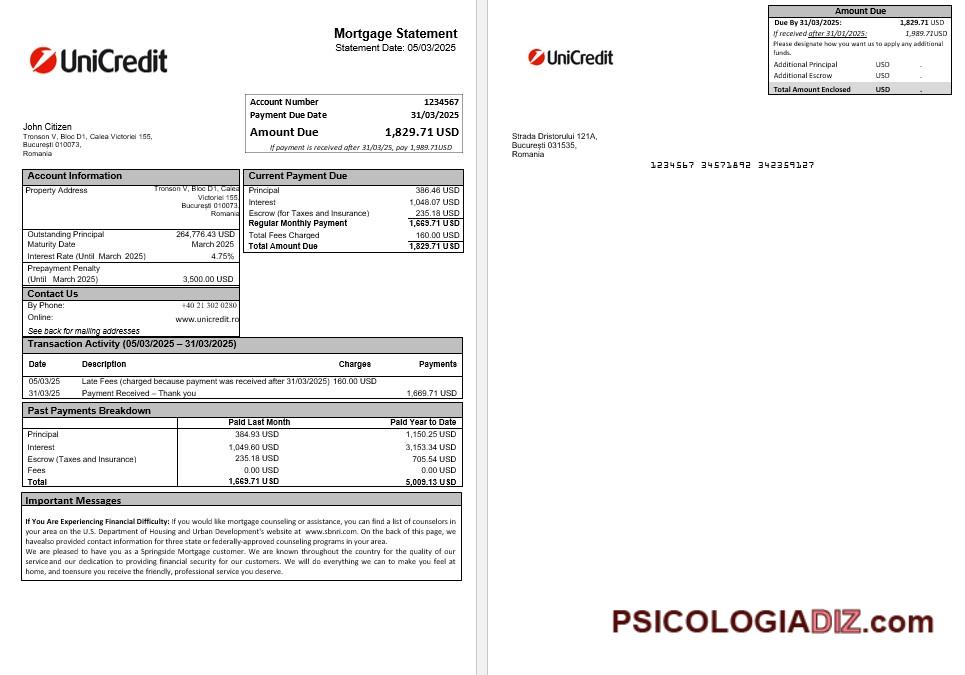 Mortgage Statement
Statement Date: 05/03/2025
UniCredit
Account Number 1234567
Payment Due Date 31/03/2025
Amount Due 1,829.71 USD
If payment is received after 31/03/25, pay 1,989.71USD
John Citizen
Tronson V, Bloc D1, Calea Victoriei 155,
București 010073,
Romania
Account Information
Property Address Tronson V, Bloc D1, Calea
Victoriei 155,
București 010073,
Romania
Outstanding Principal 264,776.43 USD
Maturity Date March 2025
Interest Rate (Until March 2025) 4.75%
Prepayment Penalty
(Until March 2025) 3,500.00 USD
Contact Us
By Phone: +40 21 302 0280
Online: www.unicredit.ro
See back for mailing addresses
Current Payment Due
Principal 386.46 USD
Interest 1,048.07 USD
Escrow (for Taxes and Insurance) 235.18 USD
Regular Monthly Payment 1,669.71 USD
Total Fees Charged 160.00 USD
Total Amount Due 1,829.71 USD
Transaction Activity (05/03/2025 – 31/03/2025)
Date Description Charges Payments
05/03/25 Late Fees (charged because payment was received after 31/03/2025) 160.00 USD
31/03/25 Payment Received – Thank you 1,669.71 USD
Past Payments Breakdown
Paid Last Month Paid Year to Date
Principal 384.93 USD 1,150.25 USD
Interest 1,049.60 USD 3,153.34 USD
Escrow (Taxes and Insurance) 235.18 USD 705.54 USD
Fees 0.00 USD 0.00 USD
Total 1,669.71 USD 5,009.13 USD
Important Messages
If You Are Experiencing Financial Difficulty: If you would like mortgage counseling or assistance, you can find a list of counselors in
your area on the U.S. Department of Housing and Urban Development's website at www.sbnri.com. On the back of this page, we
havealso provided contact information for three state or federally-approved counseling programs in your area.
We are pleased to have you as a Springside Mortgage customer. We are known throughout the country for the quality of our
serviceand our dedication to providing financial security for our customers. We will do everything we can to make you feel at
home, and toensure you receive the friendly, professional service you deserve.
Amount Due
Due By 31/03/2025: 1,829.71 USD
If received after 31/01/2025: 1,989.71USD
Please designate how you want us to apply any additional
funds.
Additional Principal USD .
Additional Escrow USD .
Total Amount Enclosed USD .
UniCredit
Strada Dristorului 121A,
București 031535,
Romania
1234567 34571892 342359127
PSICOLOGIADIZ.com